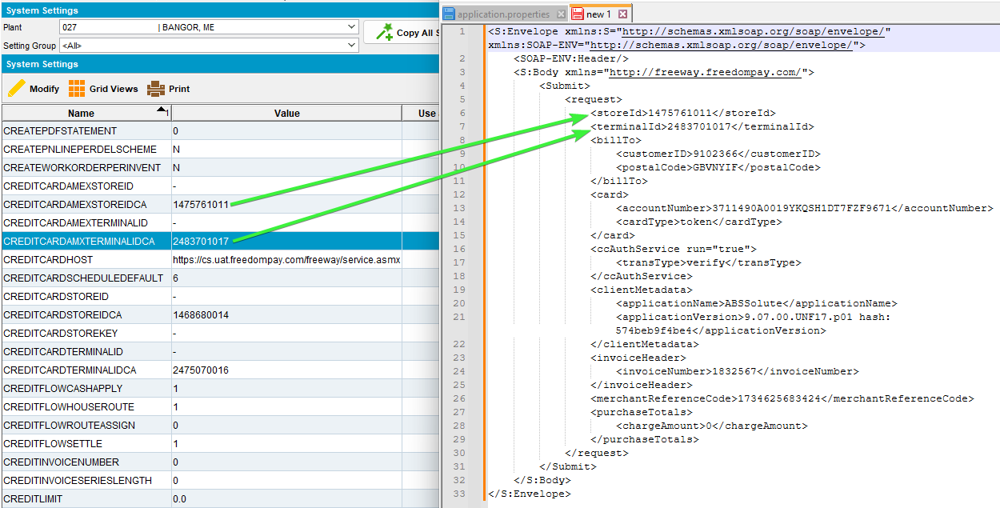 System Settings
Plant 027 | BANGOR, ME
Copy All S
Setting Group <All>
System Settings
Modify Grid Views Print
Name 1 Value Use
CREATEPDFSTATEMENT 0
CREATEPNLINEPERDELSCHEME N
CREATEWORKORDERPERINVENT N
CREDITCARDAMEXSTOREID -
CREDITCARDAMEXSTOREIDCA 1475761011
CREDITCARDAMEXTERMINALID -
CREDITCARDAMXTERMINALIDCA 2483701017
CREDITCARDHOST https://cs.uat.freedompay.com/freeway/service.asmx
CREDITCARDSCHEDULEDEFAULT 6
CREDITCARDSTOREID -
CREDITCARDSTOREIDCA 1468680014
CREDITCARDSTOREKEY -
CREDITCARDTERMINALID -
CREDITCARDTERMINALIDCA 2475070016
CREDITFLOWCASHAPPLY 1
CREDITFLOWHOUSEROUTE 1
CREDITFLOWROUTEASSIGN 0
CREDITFLOWSETTLE 1
CREDITINVOICENUMBER 0
CREDITINVOICESERIESLENGTH 0
CREDITLIMIT 0.0
application.properties new 1
1 <S:Envelope xmlns:S="http://schemas.xmlsoap.org/soap/envelope/"
xmlns:SOAP-ENV="http://schemas.xmlsoap.org/soap/envelope/">
2 <SOAP-ENV:Header/>
3 <S:Body xmlns="http://freeway.freedompay.com/">
4 <Submit>
5 <request>
6 <storeId>1475761011</storeId>
7 <terminalId>2483701017</terminalId>
8 <billTo>
9 <customerID>9102366</customerID>
10 <postalCode>GBVNYIF</postalCode>
11 </billTo>
12 <card>
13 <accountNumber>3711490A0019YKQSH1DT7FZF9671</accountNumber>
14 <cardType>token</cardType>
15 </card>
16 <ccAuthService run="true">
17 <transType>verify</transType>
18 </ccAuthService>
19 <clientMetadata>
20 <applicationName>ABSSolute</applicationName>
21 <applicationVersion>9.07.00.UNF17.p01 hash:
574beb9f4be4</applicationVersion>
22 </clientMetadata>
23 <invoiceHeader>
24 <invoiceNumber>1832567</invoiceNumber>
25 </invoiceHeader>
26 <merchantReferenceCode>1734625683424</merchantReferenceCode>
27 <purchaseTotals>
28 <chargeAmount>0</chargeAmount>
29 </purchaseTotals>
30 </request>
31 </Submit>
32 </S:Body>
33 </S:Envelope>